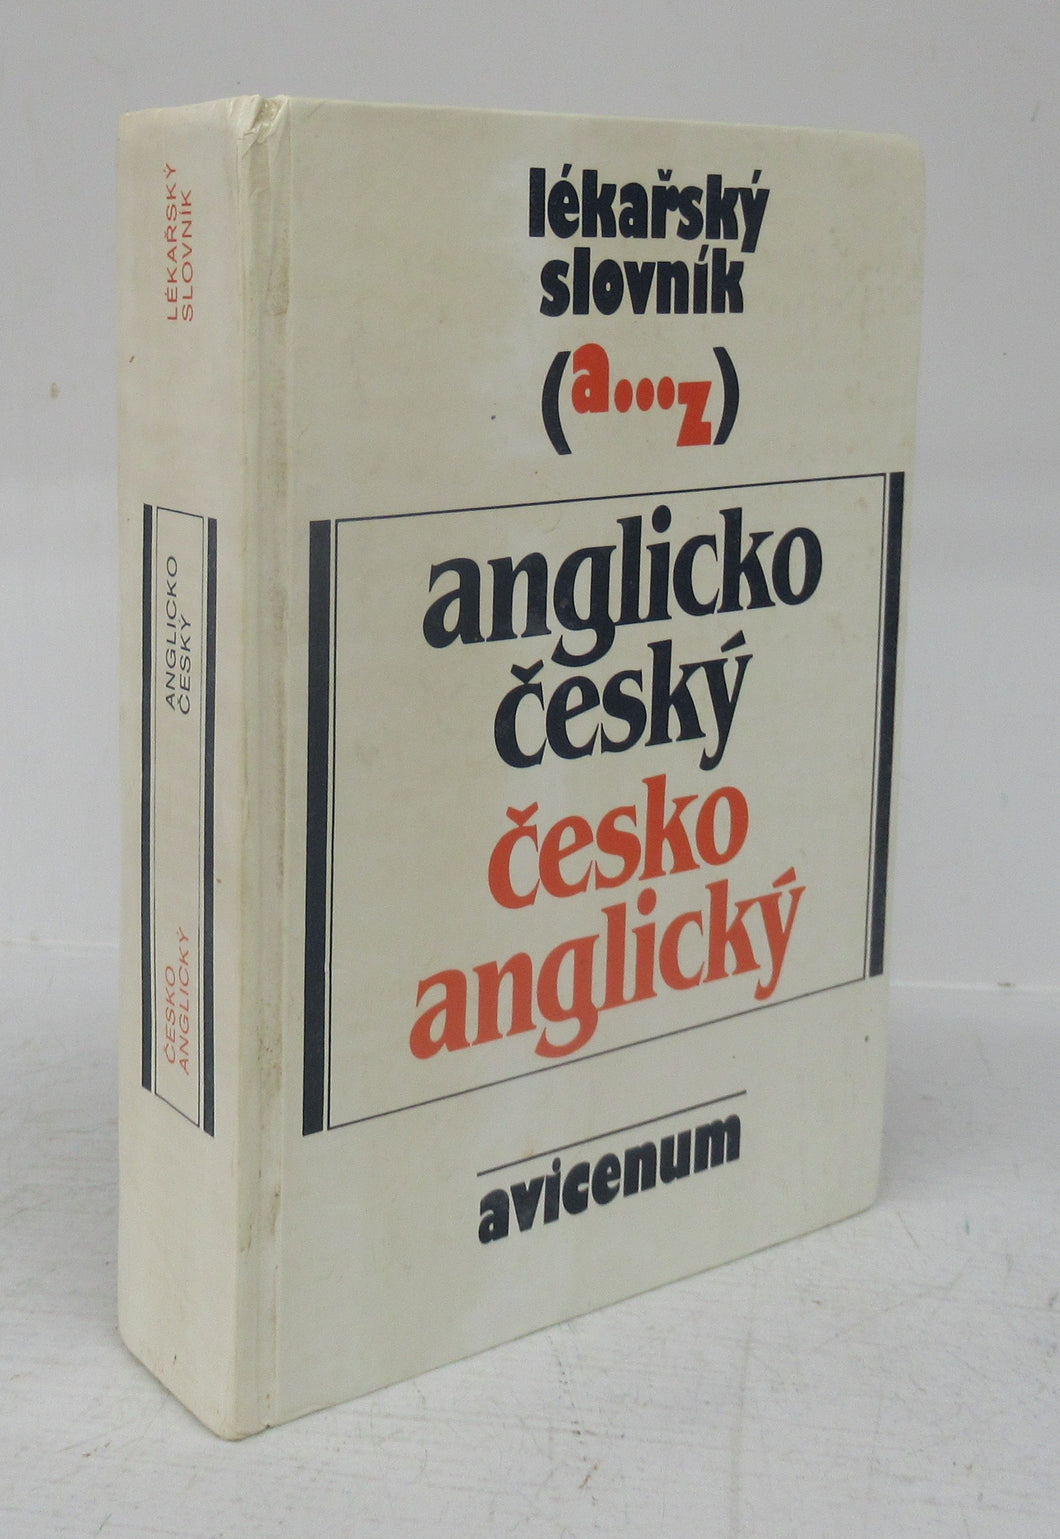 LÉKAŘSKÝ
SLOVNÍK
ANGLICKO
ČESKÝ
ČESKO
ANGLICKÝ
lékařský
slovník
(a...z)
anglicko
český
česko
anglický
avicenum